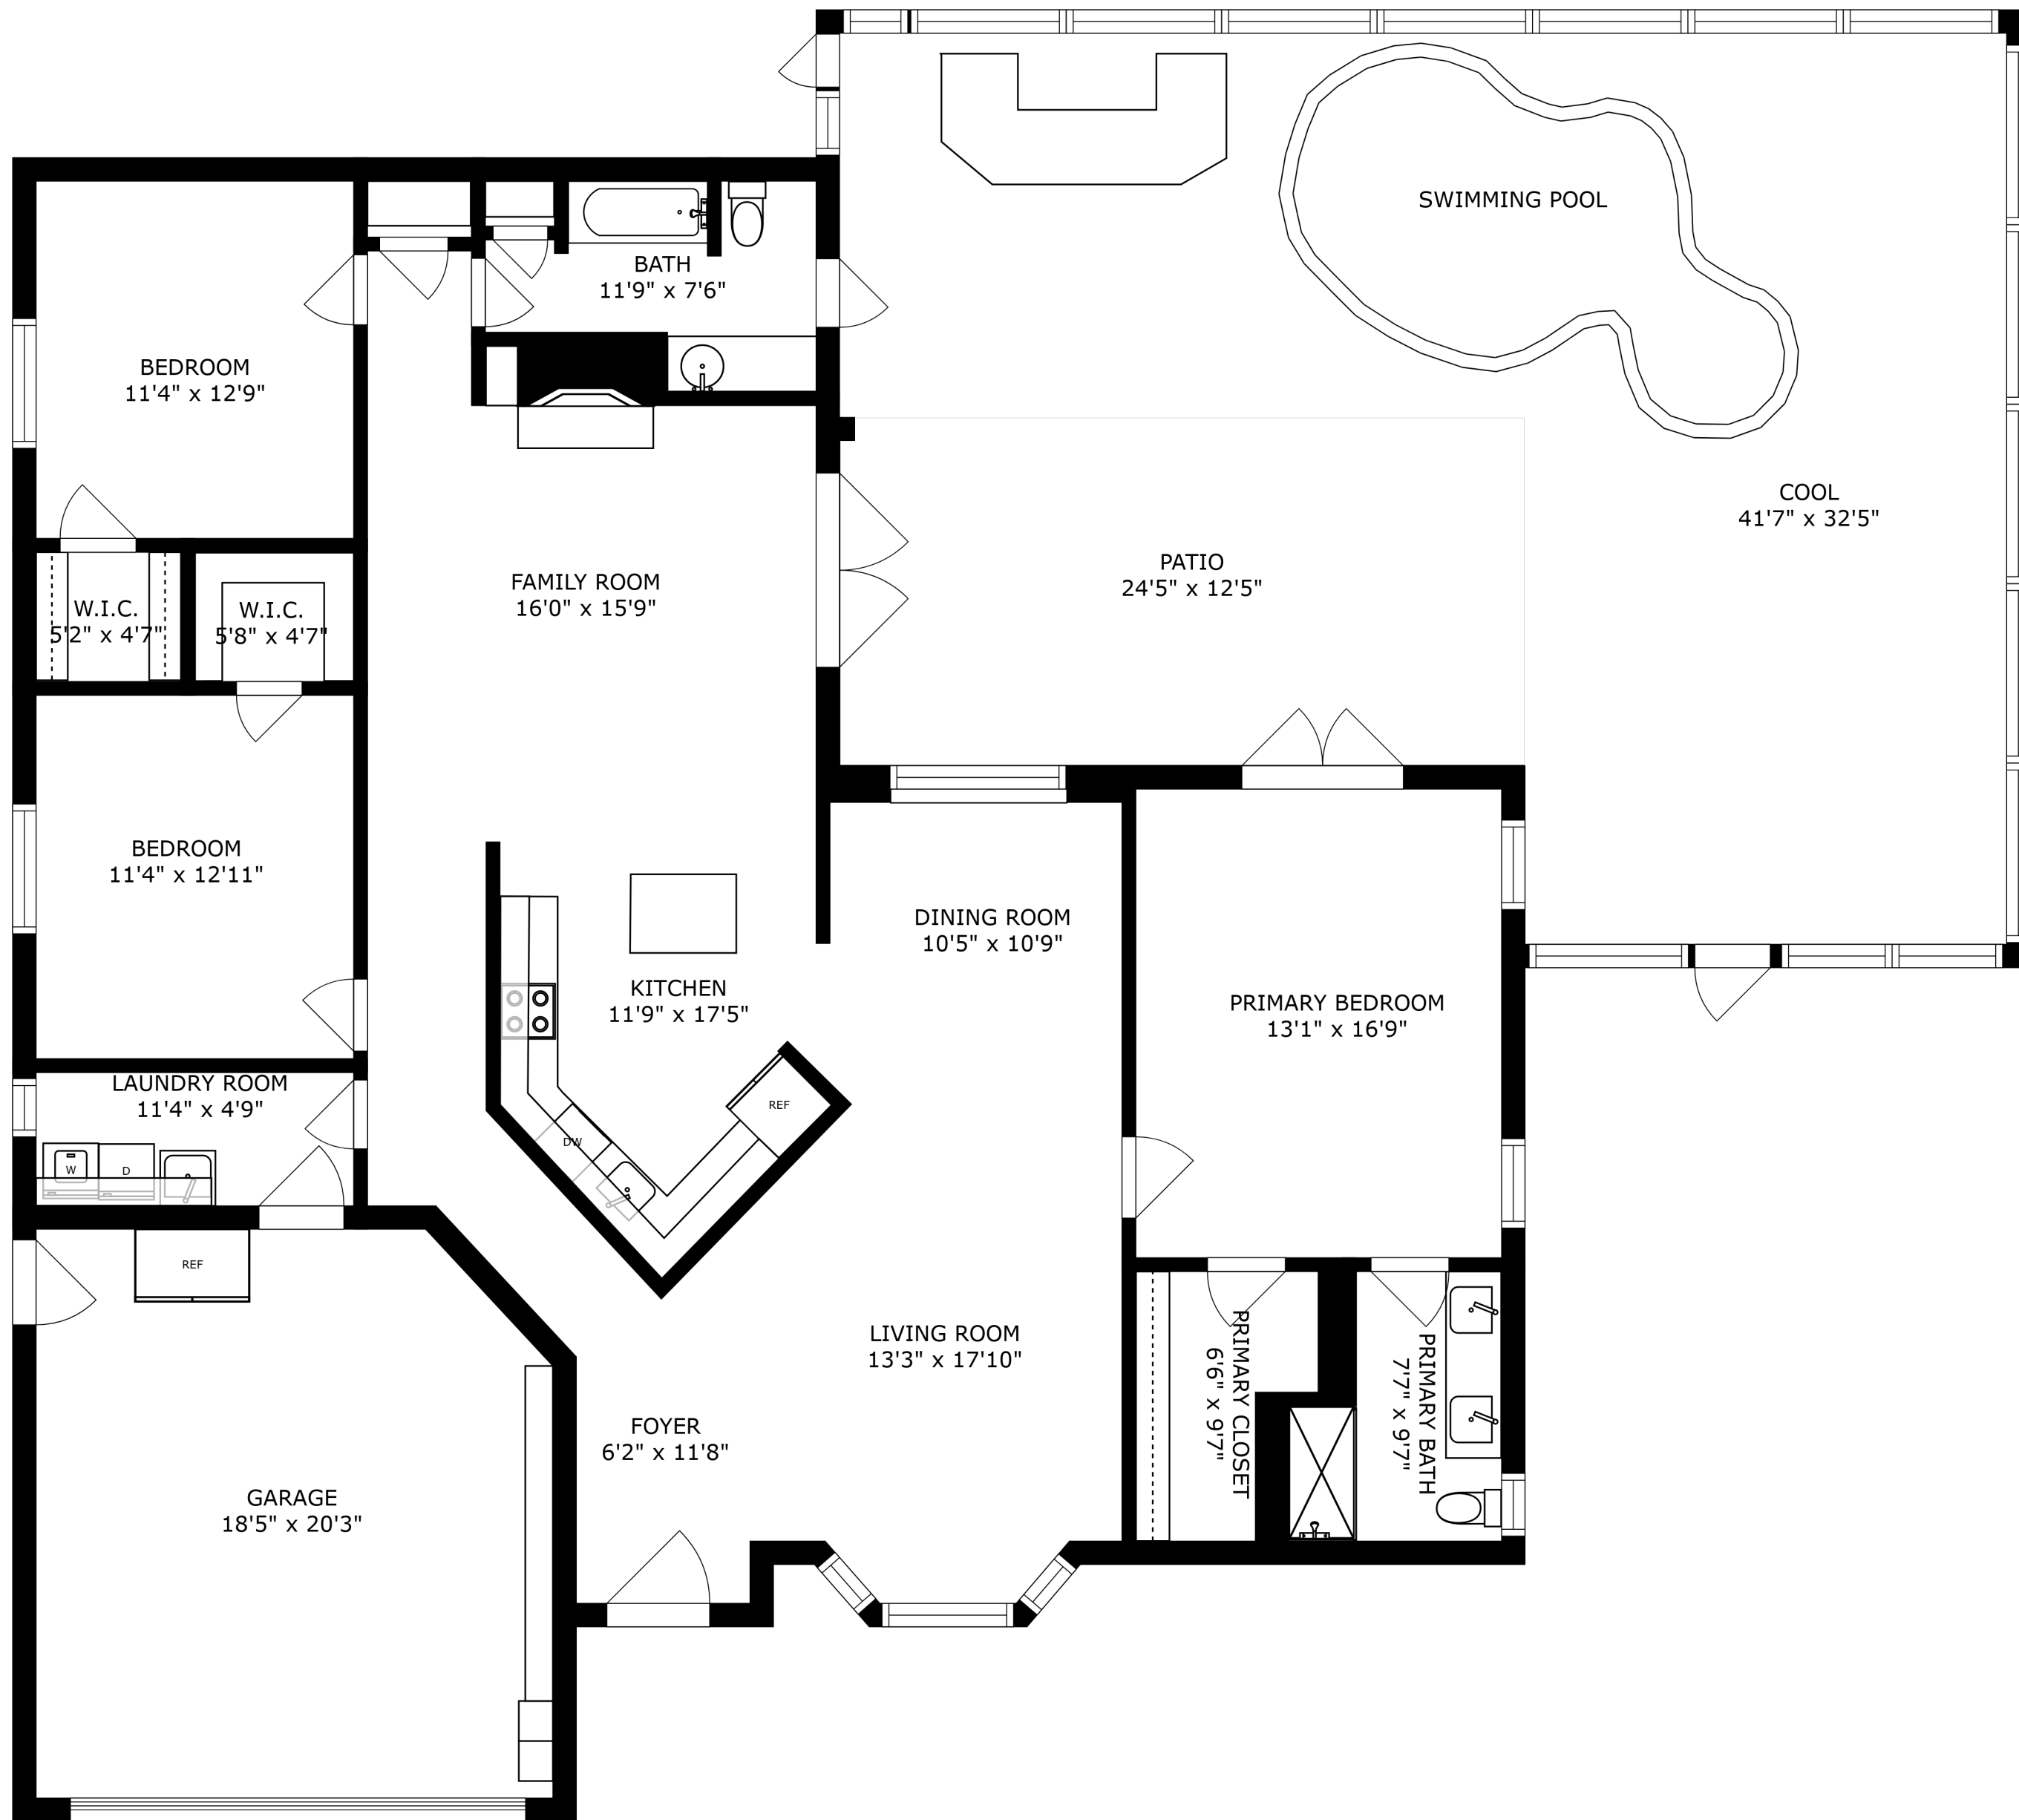 SWIMMING POOL
BATH
11'9" x 7'6"
BEDROOM
11'4" x 12'9"
COOL
41'7" x 32'5"
PATIO
24'5" x 12'5"
FAMILY ROOM
16'0" x 15'9"
W.I.C.
5'2" x 4'7"
W.I.C.
5'8" x 4'7"
BEDROOM
11'4" x 12'11"
DINING ROOM
10'5" x 10'9"
KITCHEN
11'9" x 17'5"
PRIMARY BEDROOM
13'1" x 16'9"
LAUNDRY ROOM
11'4" x 4'9"
REF
DW
W
D
REF
LIVING ROOM
13'3" x 17'10"
PRIMARY CLOSET
6'6" x 9'7"
PRIMARY BATH
7'7" x 9'7"
FOYER
6'2" x 11'8"
GARAGE
18'5" x 20'3"